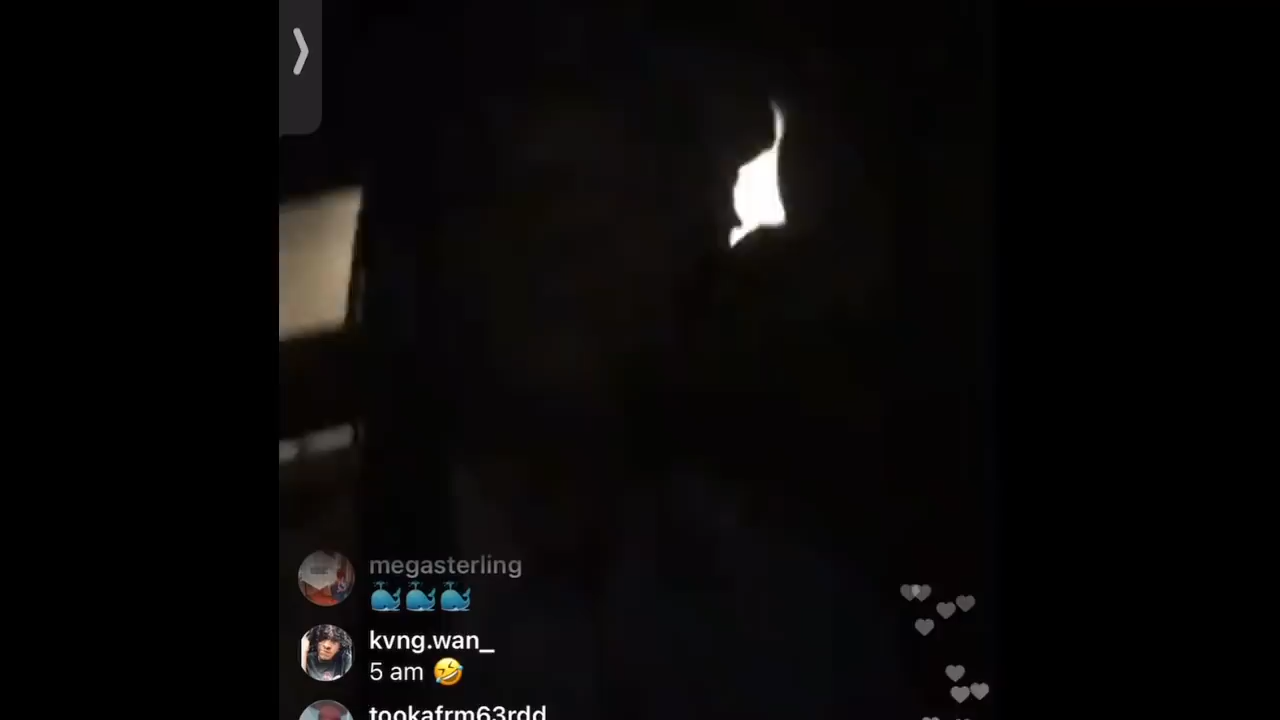 megasterling
🐳🐳🐳
kvng.wan_
5 am 🤣
tookafrm63rdd